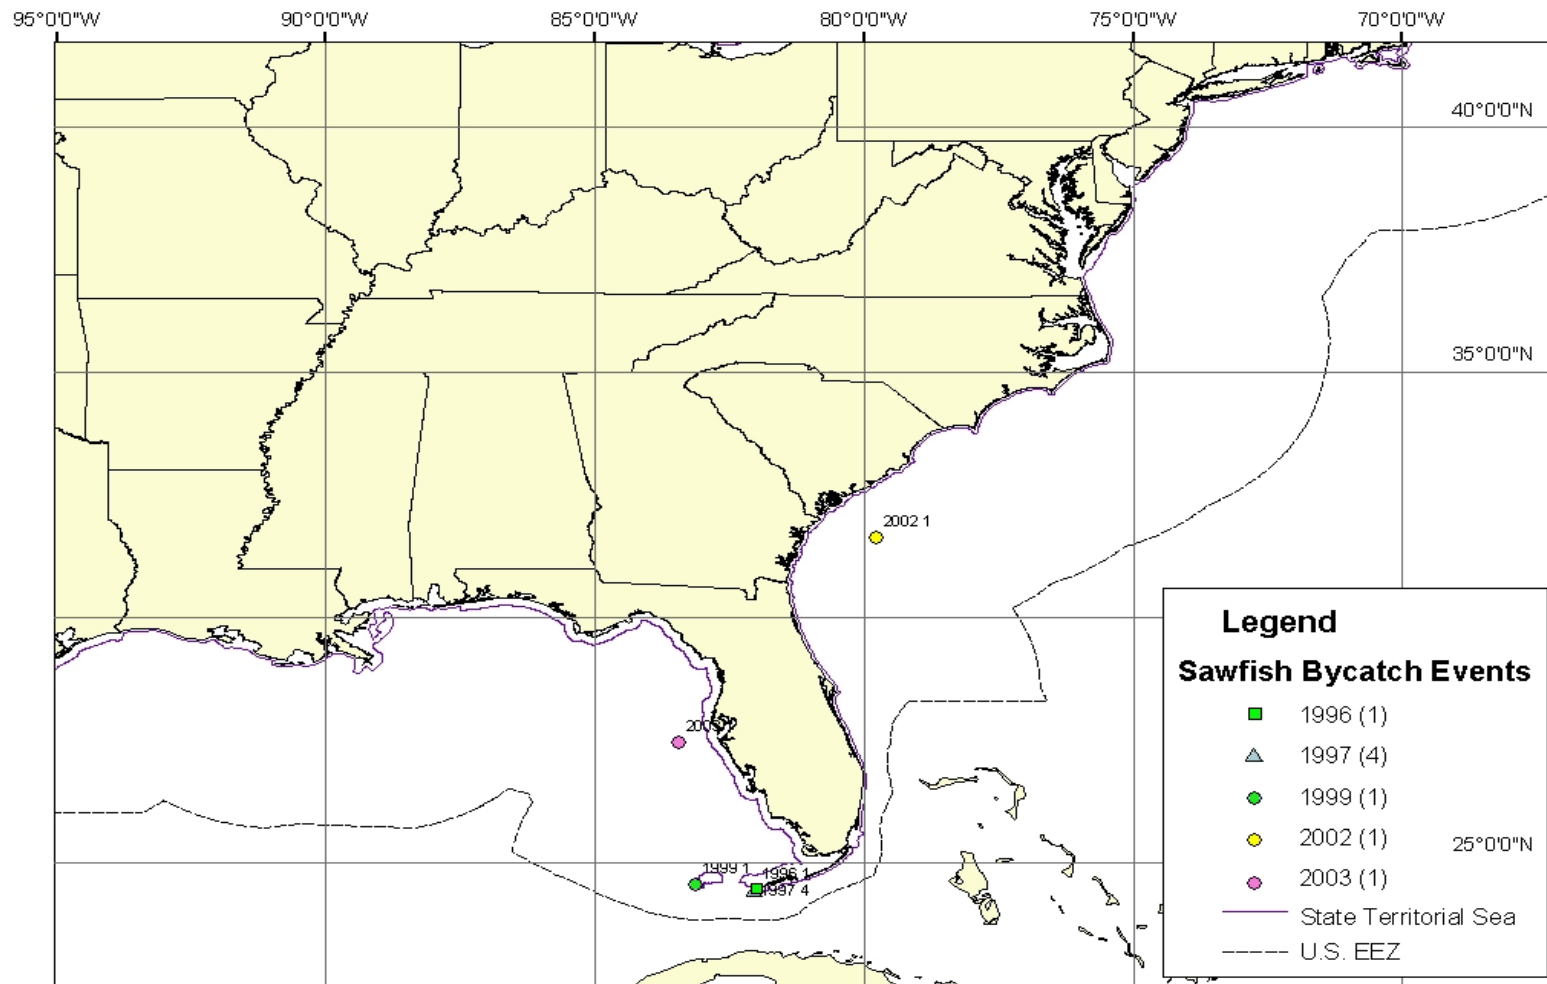 95°0'0"W 90°0'0"W 85°0'0"W 80°0'0"W 75°0'0"W 70°0'0"W
40°0'0"N
35°0'0"N
2002 1
Legend
Sawfish Bycatch Events
1996 (1)
1997 (4)
1999 (1)
2002 (1)
2003 (1)
State Territorial Sea
U.S. EEZ
25°0'0"N
1999 1
1996 1
1997 4